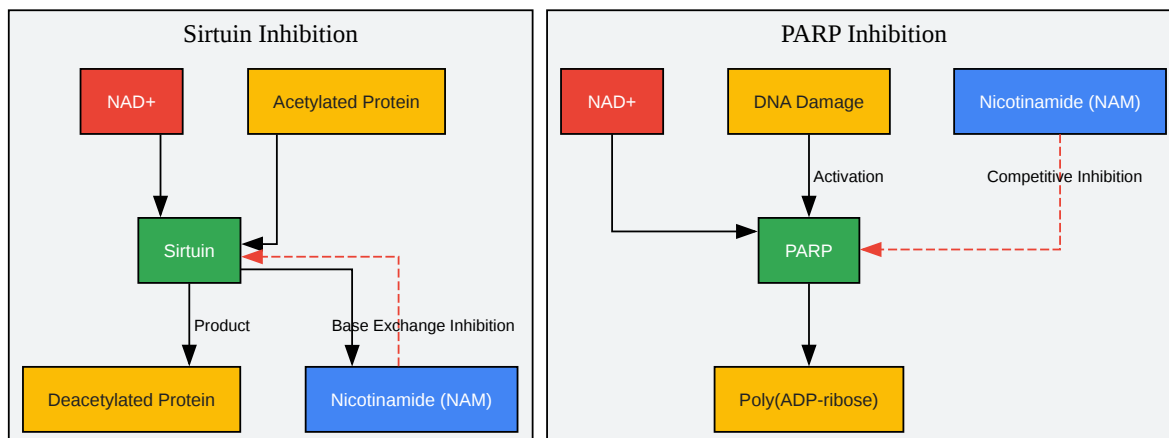 Sirtuin Inhibition
NAD+
Acetylated Protein
Sirtuin
Product
Base Exchange Inhibition
Deacetylated Protein
Nicotinamide (NAM)
PARP Inhibition
NAD+
DNA Damage
Nicotinamide (NAM)
Activation
Competitive Inhibition
PARP
Poly(ADP-ribose)